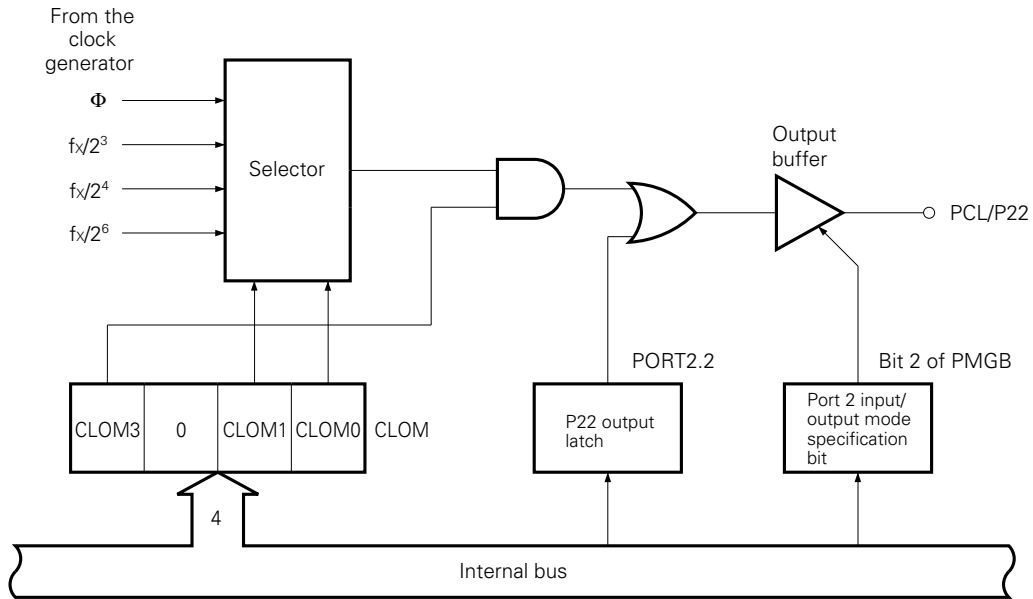 From the
clock
generator
Φ
fx/2³
fx/2⁴
fx/2⁶
Selector
Output
buffer
PCL/P22
PORT2.2
Bit 2 of PMGB
CLOM3 0 CLOM1 CLOM0 CLOM
P22 output
latch
Port 2 input/
output mode
specification
bit
4
Internal bus